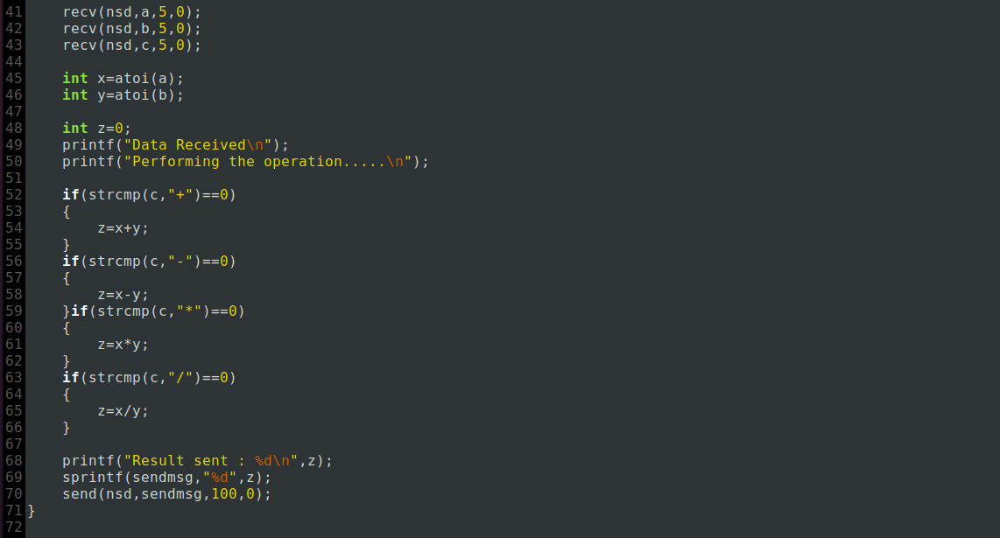 41    recv(nsd,a,5,0);
42    recv(nsd,b,5,0);
43    recv(nsd,c,5,0);
44
45    int x=atoi(a);
46    int y=atoi(b);
47
48    int z=0;
49    printf("Data Received\n");
50    printf("Performing the operation.....\n");
51
52    if(strcmp(c,"+")==0)
53    {
54        z=x+y;
55    }
56    if(strcmp(c,"-")==0)
57    {
58        z=x-y;
59    }if(strcmp(c,"*")==0)
60    {
61        z=x*y;
62    }
63    if(strcmp(c,"/")==0)
64    {
65        z=x/y;
66    }
67
68    printf("Result sent : %d\n",z);
69    sprintf(sendmsg,"%d",z);
70    send(nsd,sendmsg,100,0);
71}
72